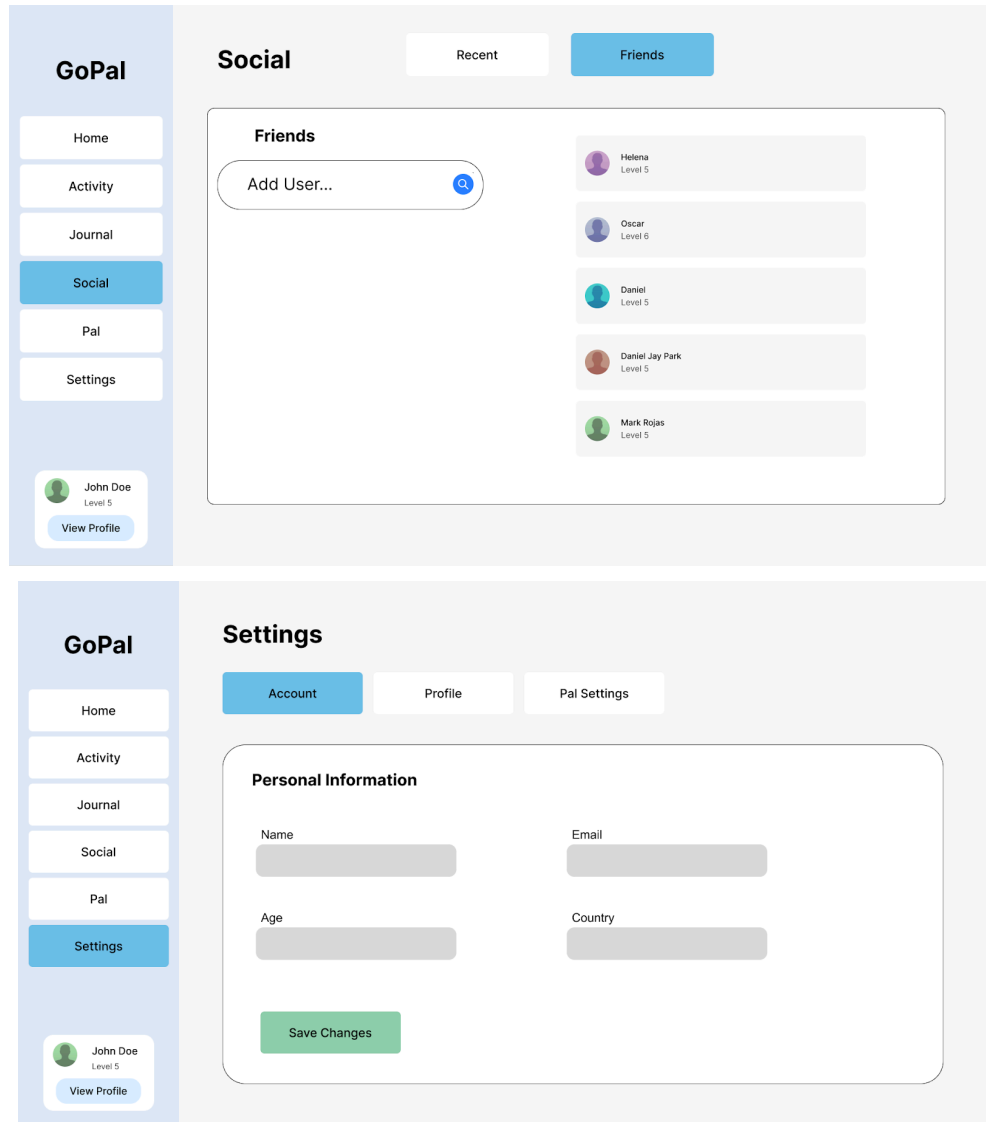 GoPal
Home
Activity
Journal
Social
Pal
Settings
John Doe
Level 5
View Profile
Social
Recent
Friends
Friends
Add User...
Helena
Level 5
Oscar
Level 6
Daniel
Level 5
Daniel Jay Park
Level 5
Mark Rojas
Level 5
GoPal
Home
Activity
Journal
Social
Pal
Settings
John Doe
Level 5
View Profile
Settings
Account
Profile
Pal Settings
Personal Information
Name
Email
Age
Country
Save Changes